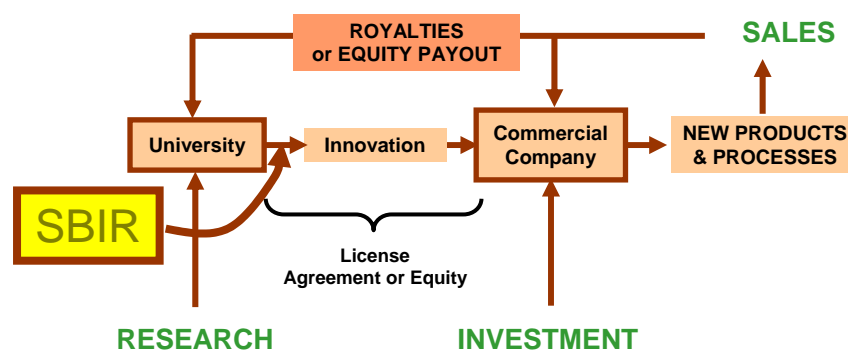 ROYALTIES
or EQUITY PAYOUT
SALES
University
Innovation
Commercial
Company
NEW PRODUCTS
& PROCESSES
SBIR
License
Agreement or Equity
RESEARCH
INVESTMENT